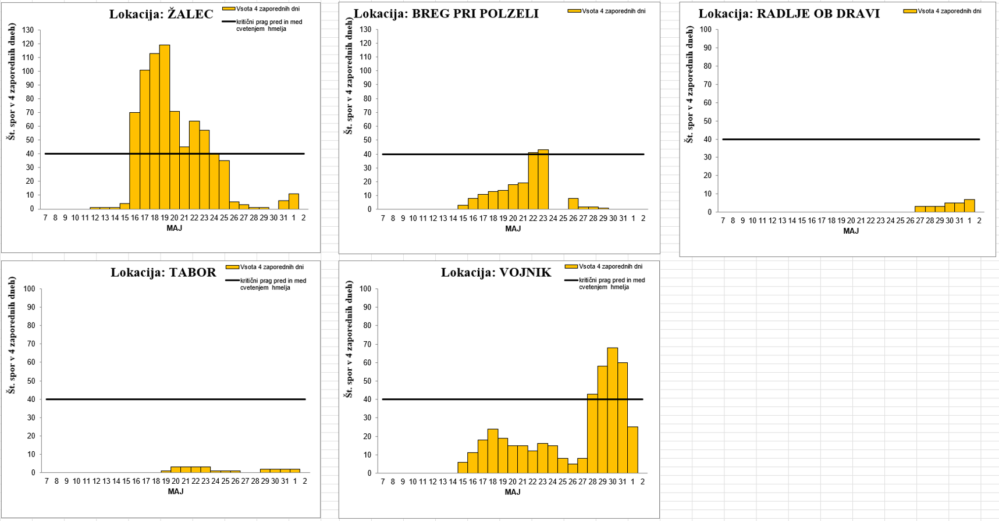 Lokacija: ŽALEC
Vsota 4 zaporednih dni
kritični prag pred in med
cvetenjem hmelja
Št. spor v 4 zaporednih dneh)
130
120
110
100
90
80
70
60
50
40
30
20
10
0
7 8 9 10 11 12 13 14 15 16 17 18 19 20 21 22 23 24 25 26 27 28 29 30 31 1 2
MAJ
Lokacija: BREG PRI POLZELI
Vsota 4 zaporednih dni
Št. spor v 4 zaporednih dneh)
130
120
110
100
90
80
70
60
50
40
30
20
10
0
7 8 9 10 11 12 13 14 15 16 17 18 19 20 21 22 23 24 25 26 27 28 29 30 31 1 2
MAJ
Lokacija: RADLJE OB DRAVI
Vsota 4 zaporednih dni
Št. spor v 4 zaporednih dneh)
100
90
80
70
60
50
40
30
20
10
0
7 8 9 10 11 12 13 14 15 16 17 18 19 20 21 22 23 24 25 26 27 28 29 30 31 1 2
MAJ
Lokacija: TABOR
Vsota 4 zaporednih dni
kritični prag pred in med
cvetenjem hmelja
Št. spor v 4 zaporednih dneh)
100
90
80
70
60
50
40
30
20
10
0
7 8 9 10 11 12 13 14 15 16 17 18 19 20 21 22 23 24 25 26 27 28 29 30 31 1 2
MAJ
Lokacija: VOJNIK
Vsota 4 zaporednih dni
kritični prag pred in med
cvetenjem hmelja
Št. spor v 4 zaporednih dneh)
100
90
80
70
60
50
40
30
20
10
0
7 8 9 10 11 12 13 14 15 16 17 18 19 20 21 22 23 24 25 26 27 28 29 30 31 1 2
MAJ